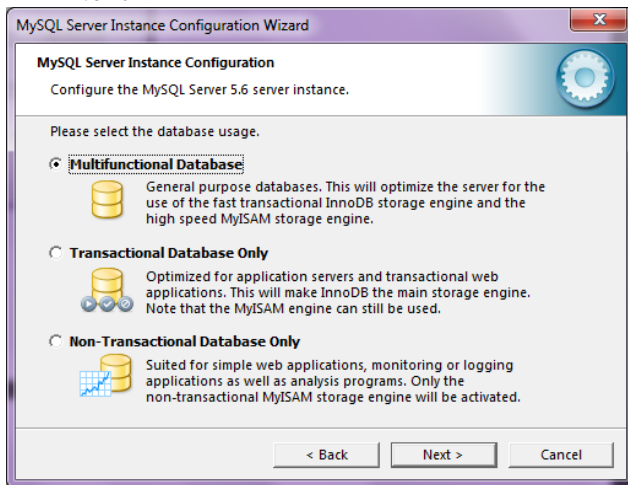 MySQL Server Instance Configuration Wizard
MySQL Server Instance Configuration
Configure the MySQL Server 5.6 server instance.
Please select the database usage.
Multifunctional Database
General purpose databases. This will optimize the server for the
use of the fast transactional InnoDB storage engine and the
high speed MyISAM storage engine.
Transactional Database Only
Optimized for application servers and transactional web
applications. This will make InnoDB the main storage engine.
Note that the MyISAM engine can still be used.
Non-Transactional Database Only
Suited for simple web applications, monitoring or logging
applications as well as analysis programs. Only the
non-transactional MyISAM storage engine will be activated.
< Back
Next >
Cancel